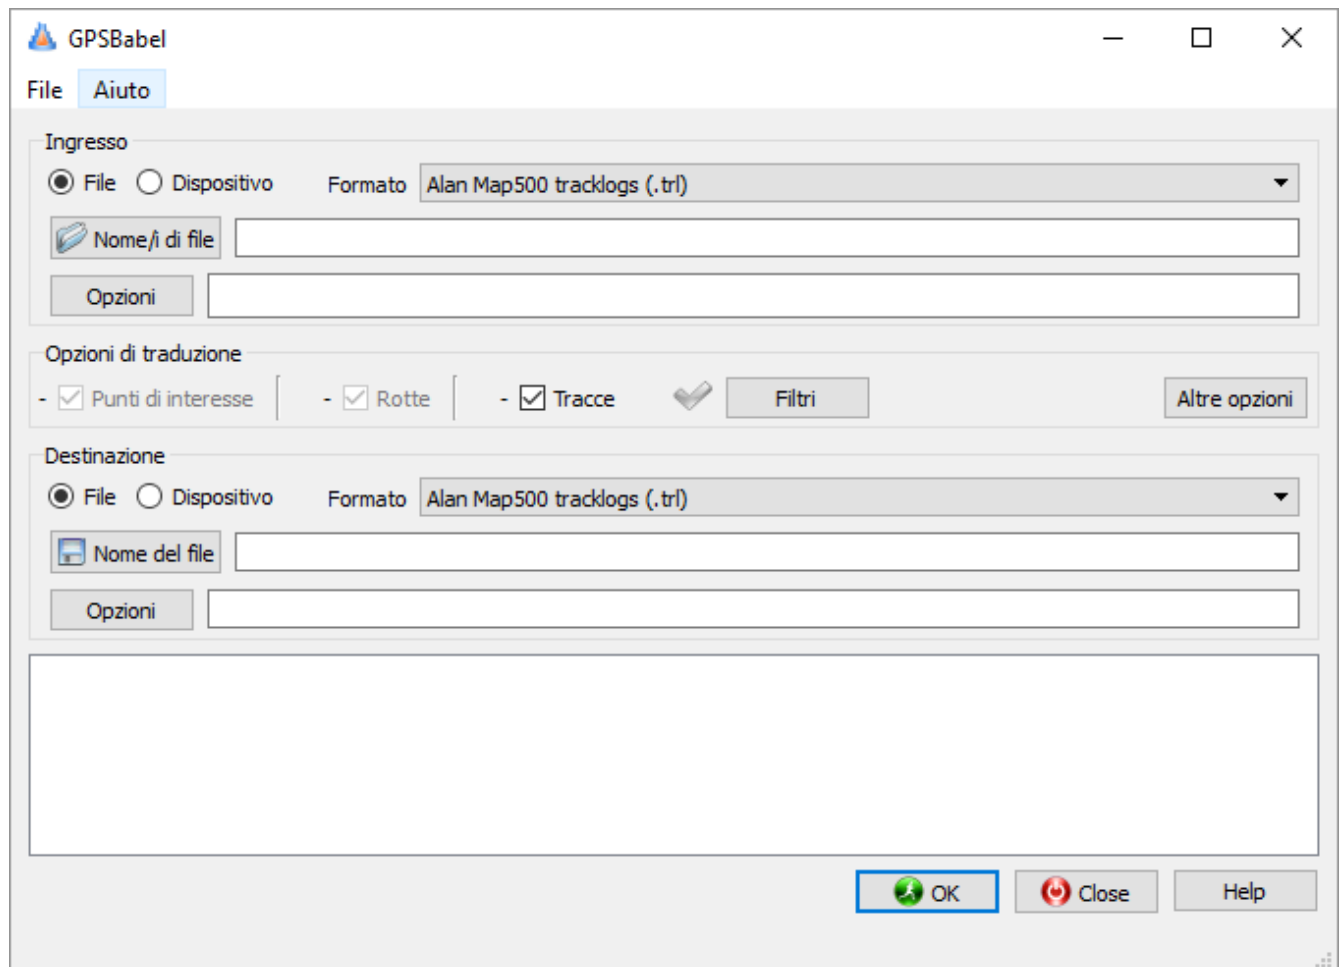 GPSBabel
File Aiuto
Ingresso
File Dispositivo Formato Alan Map500 tracklogs (.trl)
Nome/i di file
Opzioni
Opzioni di traduzione
- Punti di interesse - Rotte - Tracce Filtri Altre opzioni
Destinazione
File Dispositivo Formato Alan Map500 tracklogs (.trl)
Nome del file
Opzioni
OK Close Help